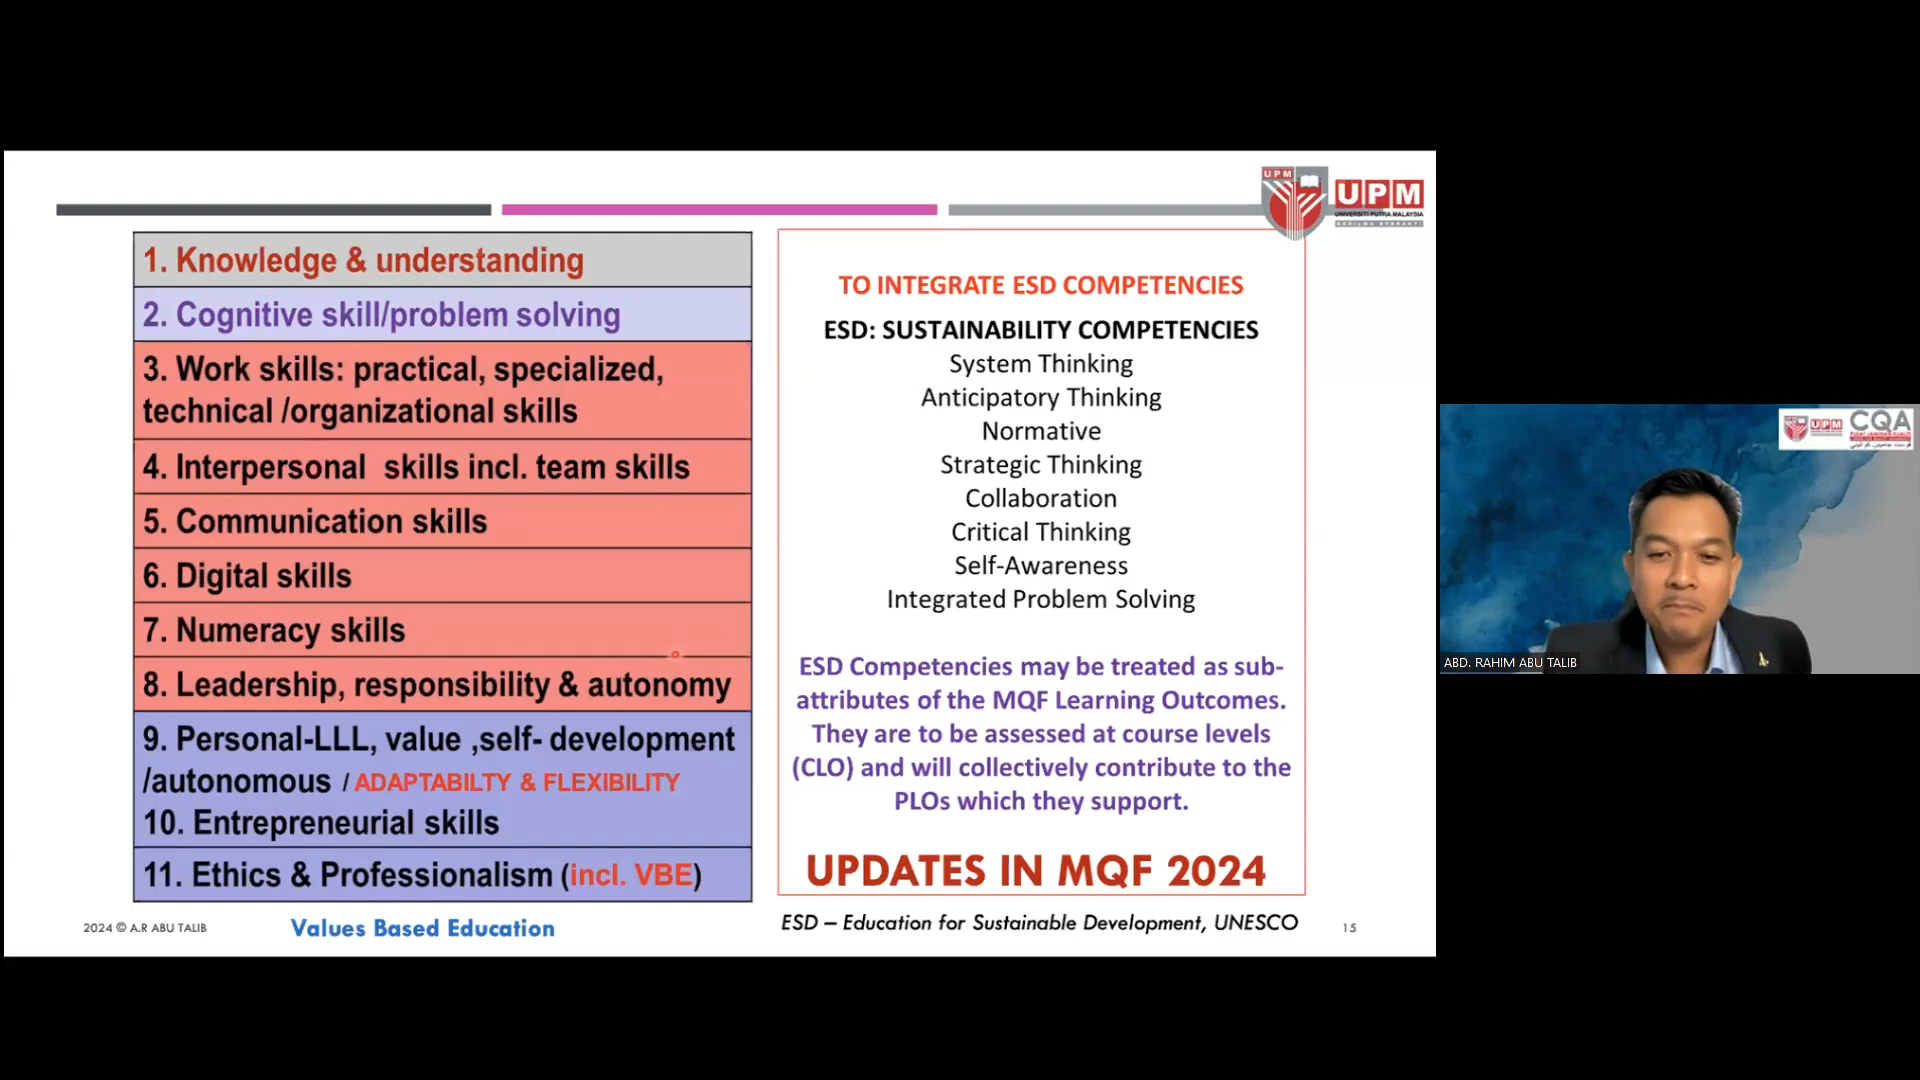 UPM
UPM
UNIVERSITI PUTRA MALAYSIA
BERILMU BERBAKTI
1. Knowledge & understanding
2. Cognitive skill/problem solving
3. Work skills: practical, specialized,
technical /organizational skills
4. Interpersonal  skills incl. team skills
5. Communication skills
6. Digital skills
7. Numeracy skills
8. Leadership, responsibility & autonomy
9. Personal-LLL, value ,self- development
/autonomous / ADAPTABILTY & FLEXIBILITY
10. Entrepreneurial skills
11. Ethics & Professionalism (incl. VBE)
TO INTEGRATE ESD COMPETENCIES
ESD: SUSTAINABILITY COMPETENCIES
System Thinking
Anticipatory Thinking
Normative
Strategic Thinking
Collaboration
Critical Thinking
Self-Awareness
Integrated Problem Solving
ESD Competencies may be treated as sub-
attributes of the MQF Learning Outcomes.
They are to be assessed at course levels
(CLO) and will collectively contribute to the
PLOs which they support.
UPDATES IN MQF 2024
2024 © A.R ABU TALIB
Values Based Education
ESD – Education for Sustainable Development, UNESCO
15
UPM
CQA
ABD. RAHIM ABU TALIB